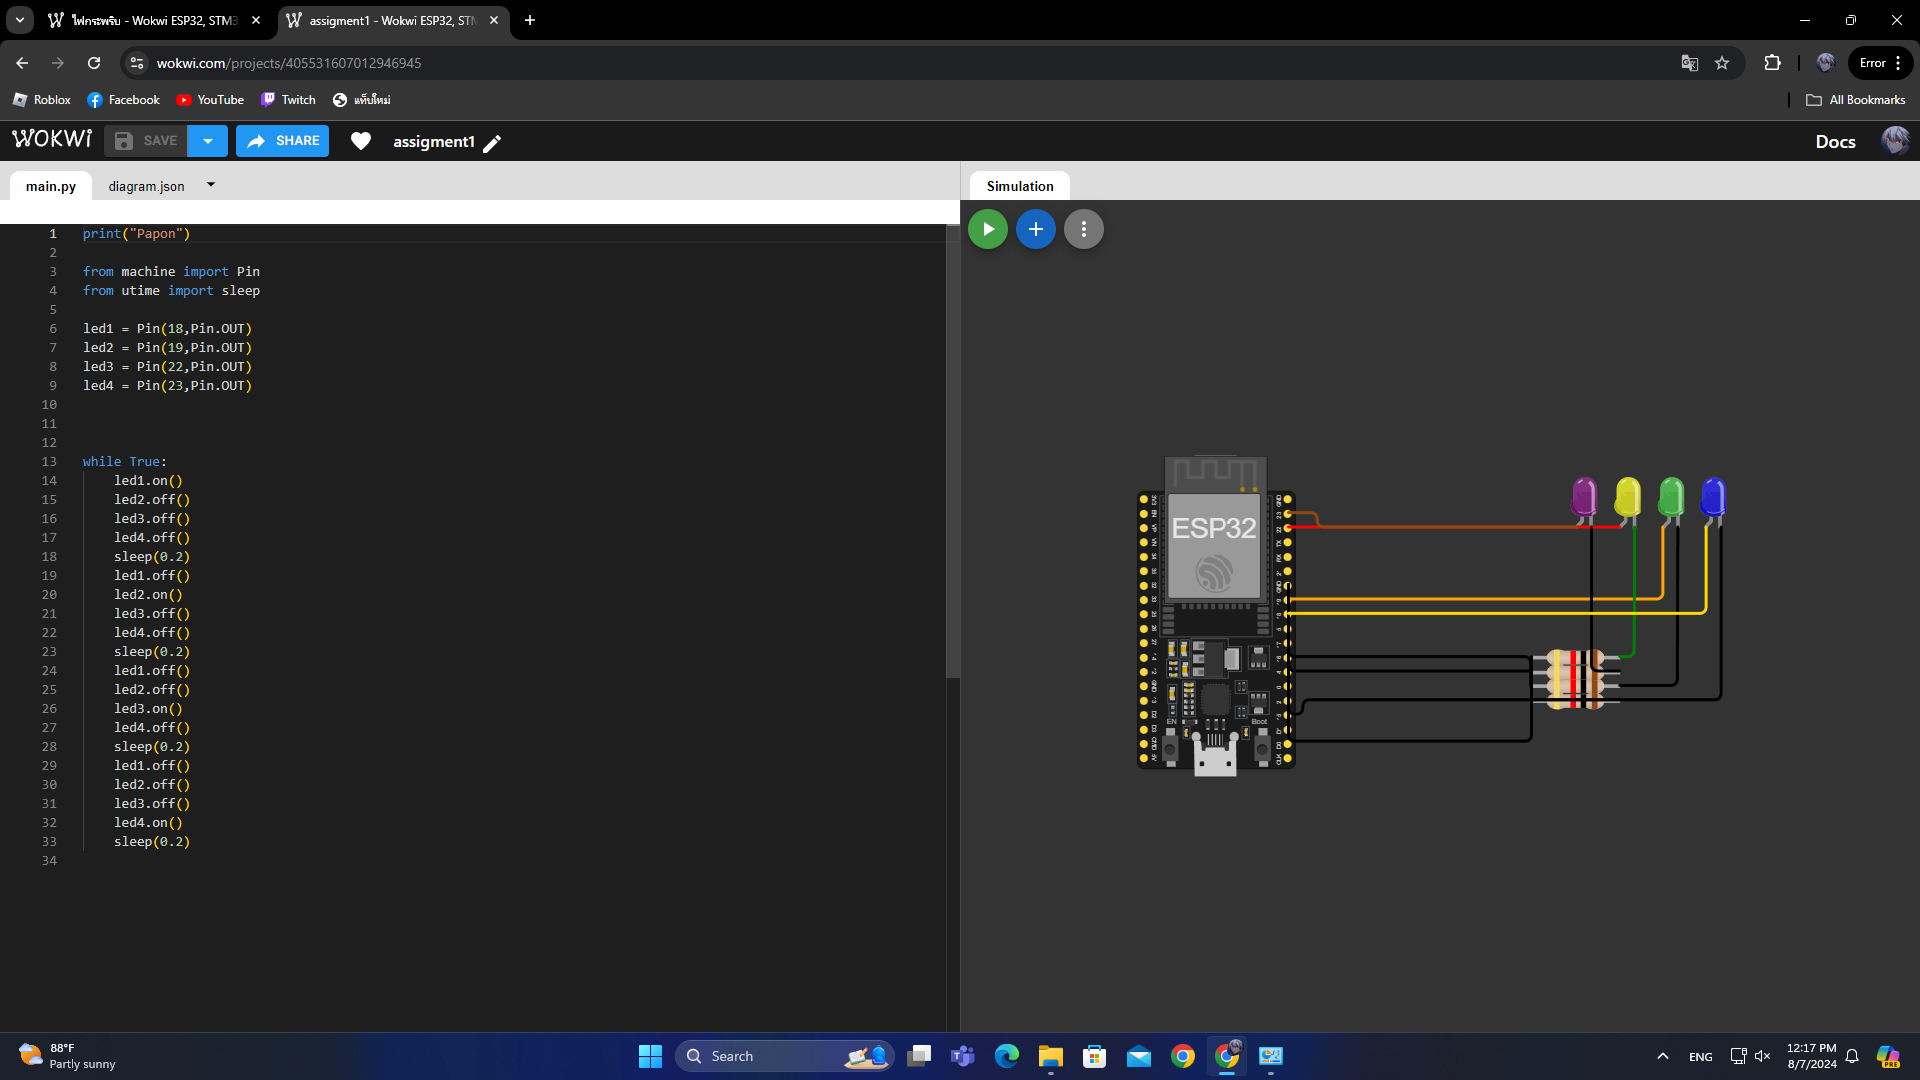 ไฟกระพริบ - Wokwi ESP32, STM3
assigment1 - Wokwi ESP32, STM
wokwi.com/projects/405531607012946945
Error
Roblox
Facebook
YouTube
Twitch
แท็บใหม่
All Bookmarks
WOKWi
SAVE
SHARE
assigment1
Docs
main.py
diagram.json
Simulation
1 print("Papon")
2
3 from machine import Pin
4 from utime import sleep
5
6 led1 = Pin(18,Pin.OUT)
7 led2 = Pin(19,Pin.OUT)
8 led3 = Pin(22,Pin.OUT)
9 led4 = Pin(23,Pin.OUT)
10
11
12
13 while True:
14 led1.on()
15 led2.off()
16 led3.off()
17 led4.off()
18 sleep(0.2)
19 led1.off()
20 led2.on()
21 led3.off()
22 led4.off()
23 sleep(0.2)
24 led1.off()
25 led2.off()
26 led3.on()
27 led4.off()
28 sleep(0.2)
29 led1.off()
30 led2.off()
31 led3.off()
32 led4.on()
33 sleep(0.2)
34
ESP32
EN
Boot
88°F
Partly sunny
Search
ENG
12:17 PM
8/7/2024
PRE